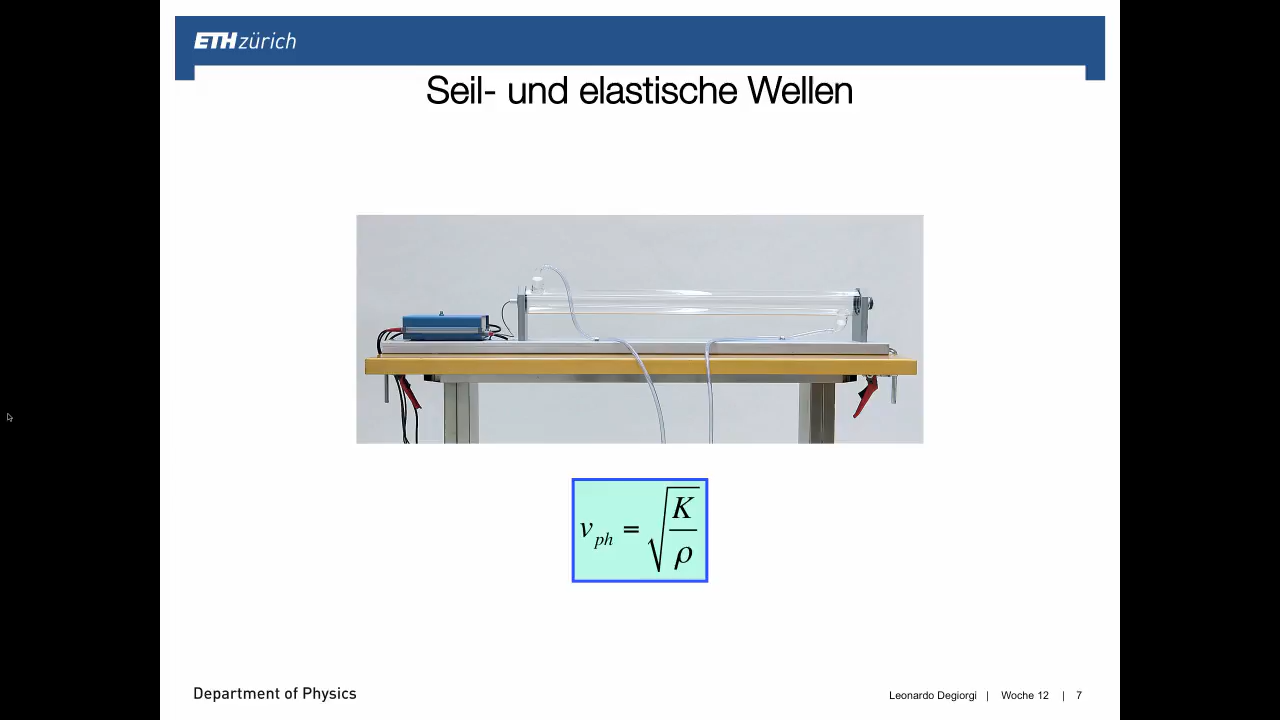 ETH zürich
Seil- und elastische Wellen
v_ph = √(K/ρ)
Department of Physics
Leonardo Degiorgi | Woche 12 | 7